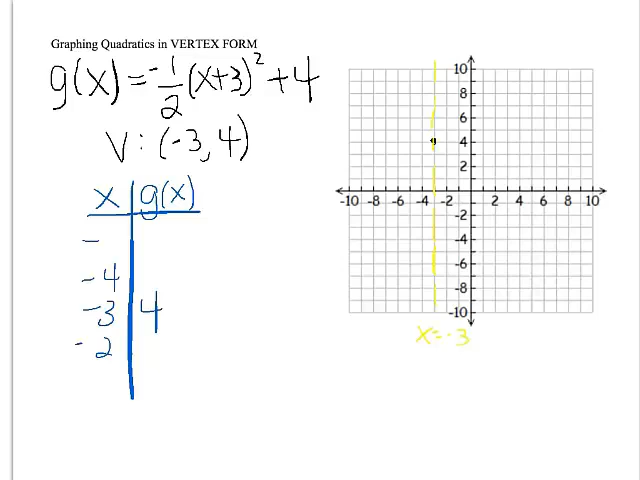 Graphing Quadratics in VERTEX FORM
g(x) = -1/2 (x+3)² + 4
V : (-3, 4)
x | g(x)
-
-4
-3 | 4
-2
10
8
6
4
2
-10 -8 -6 -4 -2 2 4 6 8 10
-2
-4
-6
-8
-10
x = -3